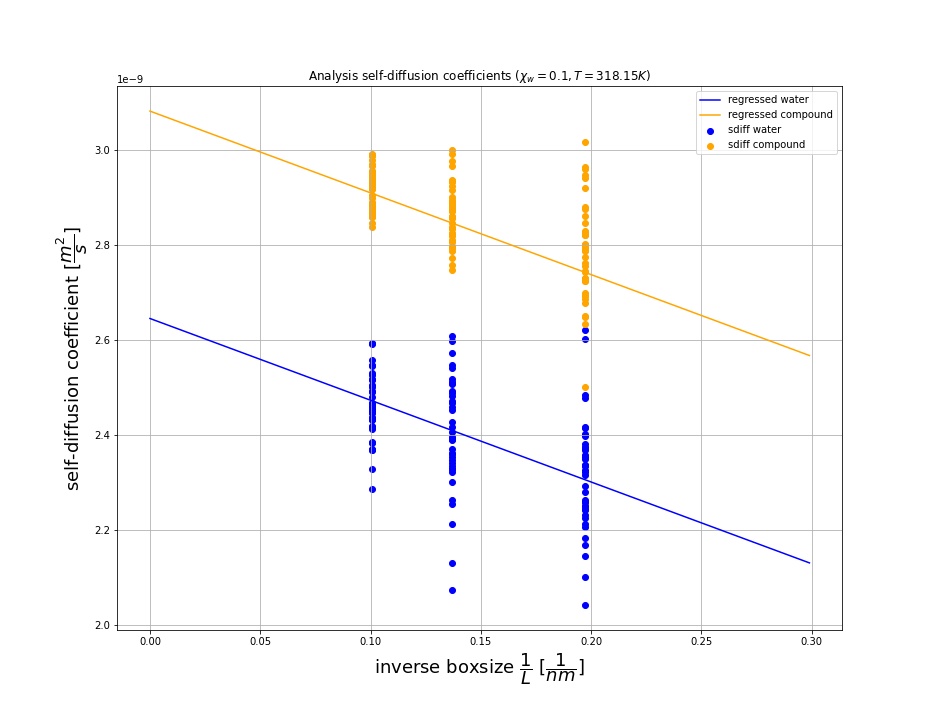 Analysis self-diffusion coefficients (χ_w = 0.1, T = 318.15K)
1e−9
regressed water
regressed compound
sdiff water
sdiff compound
3.0
2.8
2.6
2.4
2.2
2.0
self-diffusion coefficient [m²/s]
0.00 0.05 0.10 0.15 0.20 0.25 0.30
inverse boxsize 1/L [1/nm]